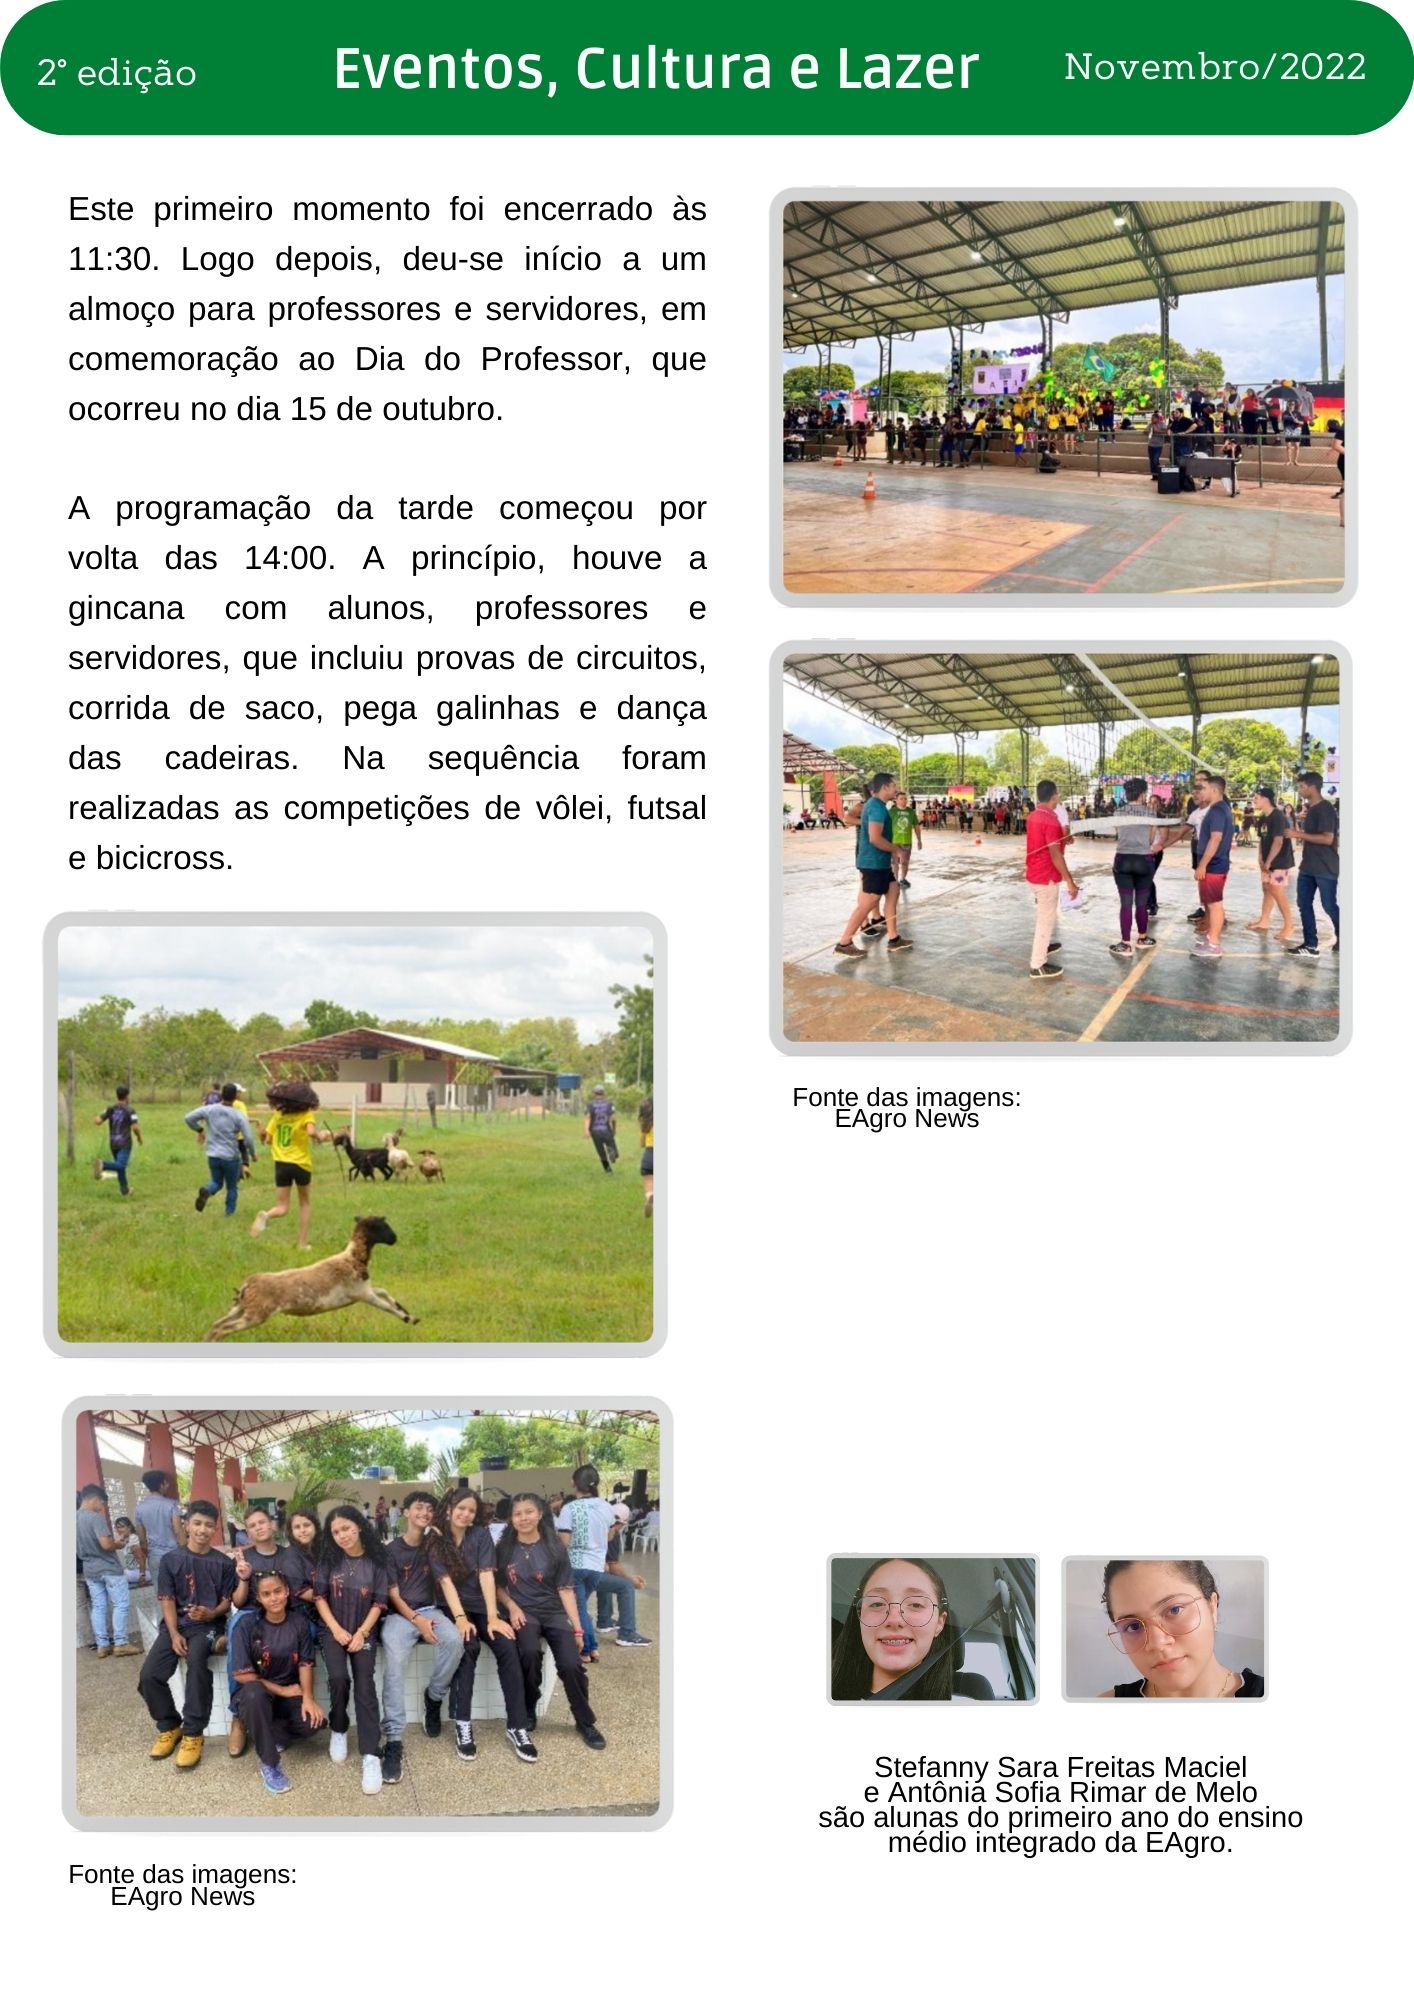 2° edição
Eventos, Cultura e Lazer
Novembro/2022
Este primeiro momento foi encerrado às
11:30. Logo depois, deu-se início a um
almoço para professores e servidores, em
comemoração ao Dia do Professor, que
ocorreu no dia 15 de outubro.
A programação da tarde começou por
volta das 14:00. A princípio, houve a
gincana com alunos, professores e
servidores, que incluiu provas de circuitos,
corrida de saco, pega galinhas e dança
das cadeiras. Na sequência foram
realizadas as competições de vôlei, futsal
e bicicross.
10
Fonte das imagens:
EAgro News
Fonte das imagens:
EAgro News
Stefanny Sara Freitas Maciel
e Antônia Sofia Rimar de Melo
são alunas do primeiro ano do ensino
médio integrado da EAgro.